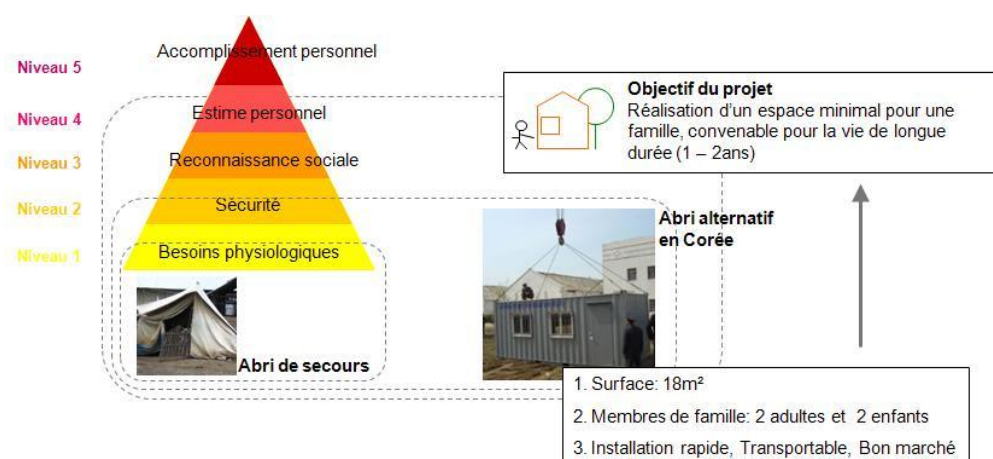 Accomplissement personnel
Niveau 5
Niveau 4
Estime personnel
Niveau 3
Reconnaissance sociale
Niveau 2
Sécurité
Niveau 1
Besoins physiologiques
Abri de secours
Objectif du projet
Réalisation d'un espace minimal pour une
famille, convenable pour la vie de longue
durée (1 – 2ans)
Abri alternatif
en Corée
1. Surface: 18m²
2. Membres de famille: 2 adultes et 2 enfants
3. Installation rapide, Transportable, Bon marché